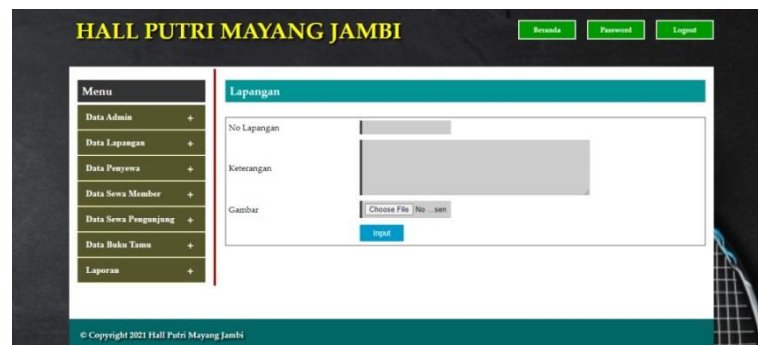 HALL PUTRI MAYANG JAMBI
Beranda
Password
Logout
Menu
Data Admin +
Data Lapangan +
Data Penyewa +
Data Sewa Member +
Data Sewa Pengunjung +
Data Buku Tamu +
Laporan +
Lapangan
No Lapangan
Keterangan
Gambar
Choose File No ...sen
Input
© Copyright 2021 Hall Putri Mayang Jambi